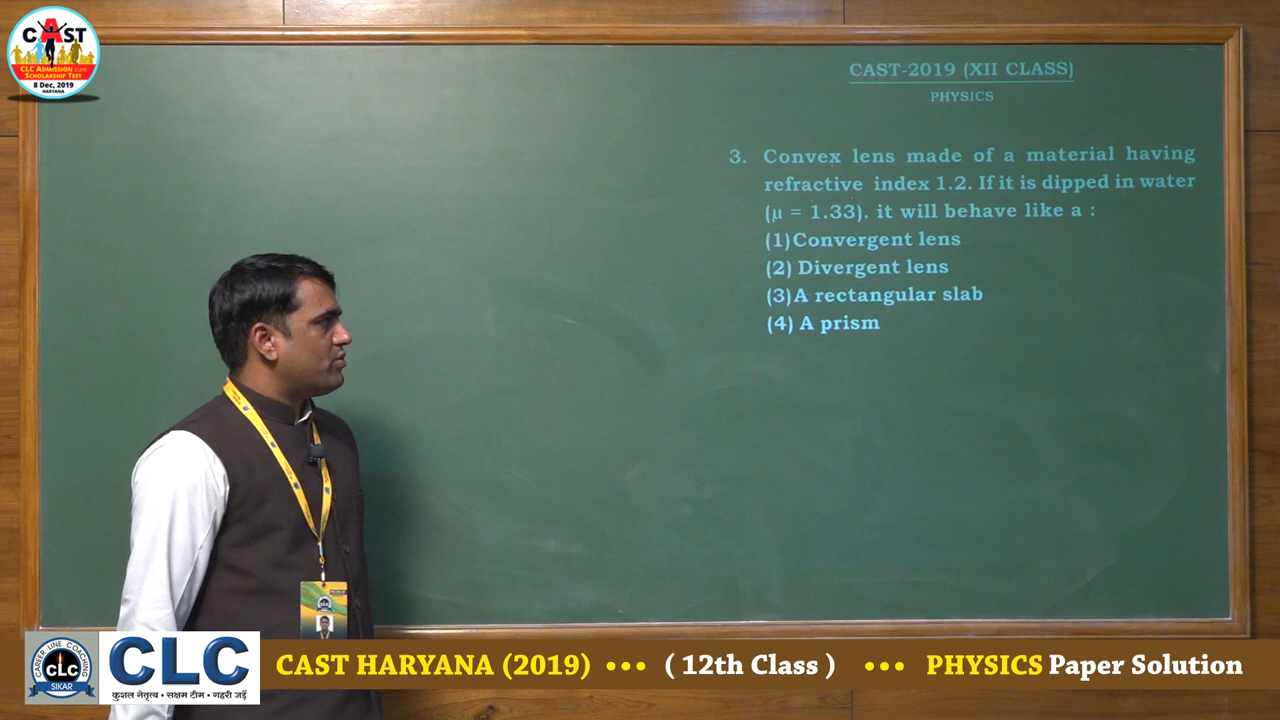 CAST
CLC ADMISSION cum
SCHOLARSHIP TEST
8 Dec, 2019
HARYANA
CAST-2019 (XII CLASS)
PHYSICS
3. Convex lens made of a material having
refractive index 1.2. If it is dipped in water
(μ = 1.33). it will behave like a :
(1)Convergent lens
(2) Divergent lens
(3)A rectangular slab
(4) A prism
CAREER LINE COACHING
CLC
SIKAR
CLC
कुशल नेतृत्व • सक्षम टीम • गहरी जड़ें
CAST HARYANA (2019) ••• ( 12th Class ) ••• PHYSICS Paper Solution